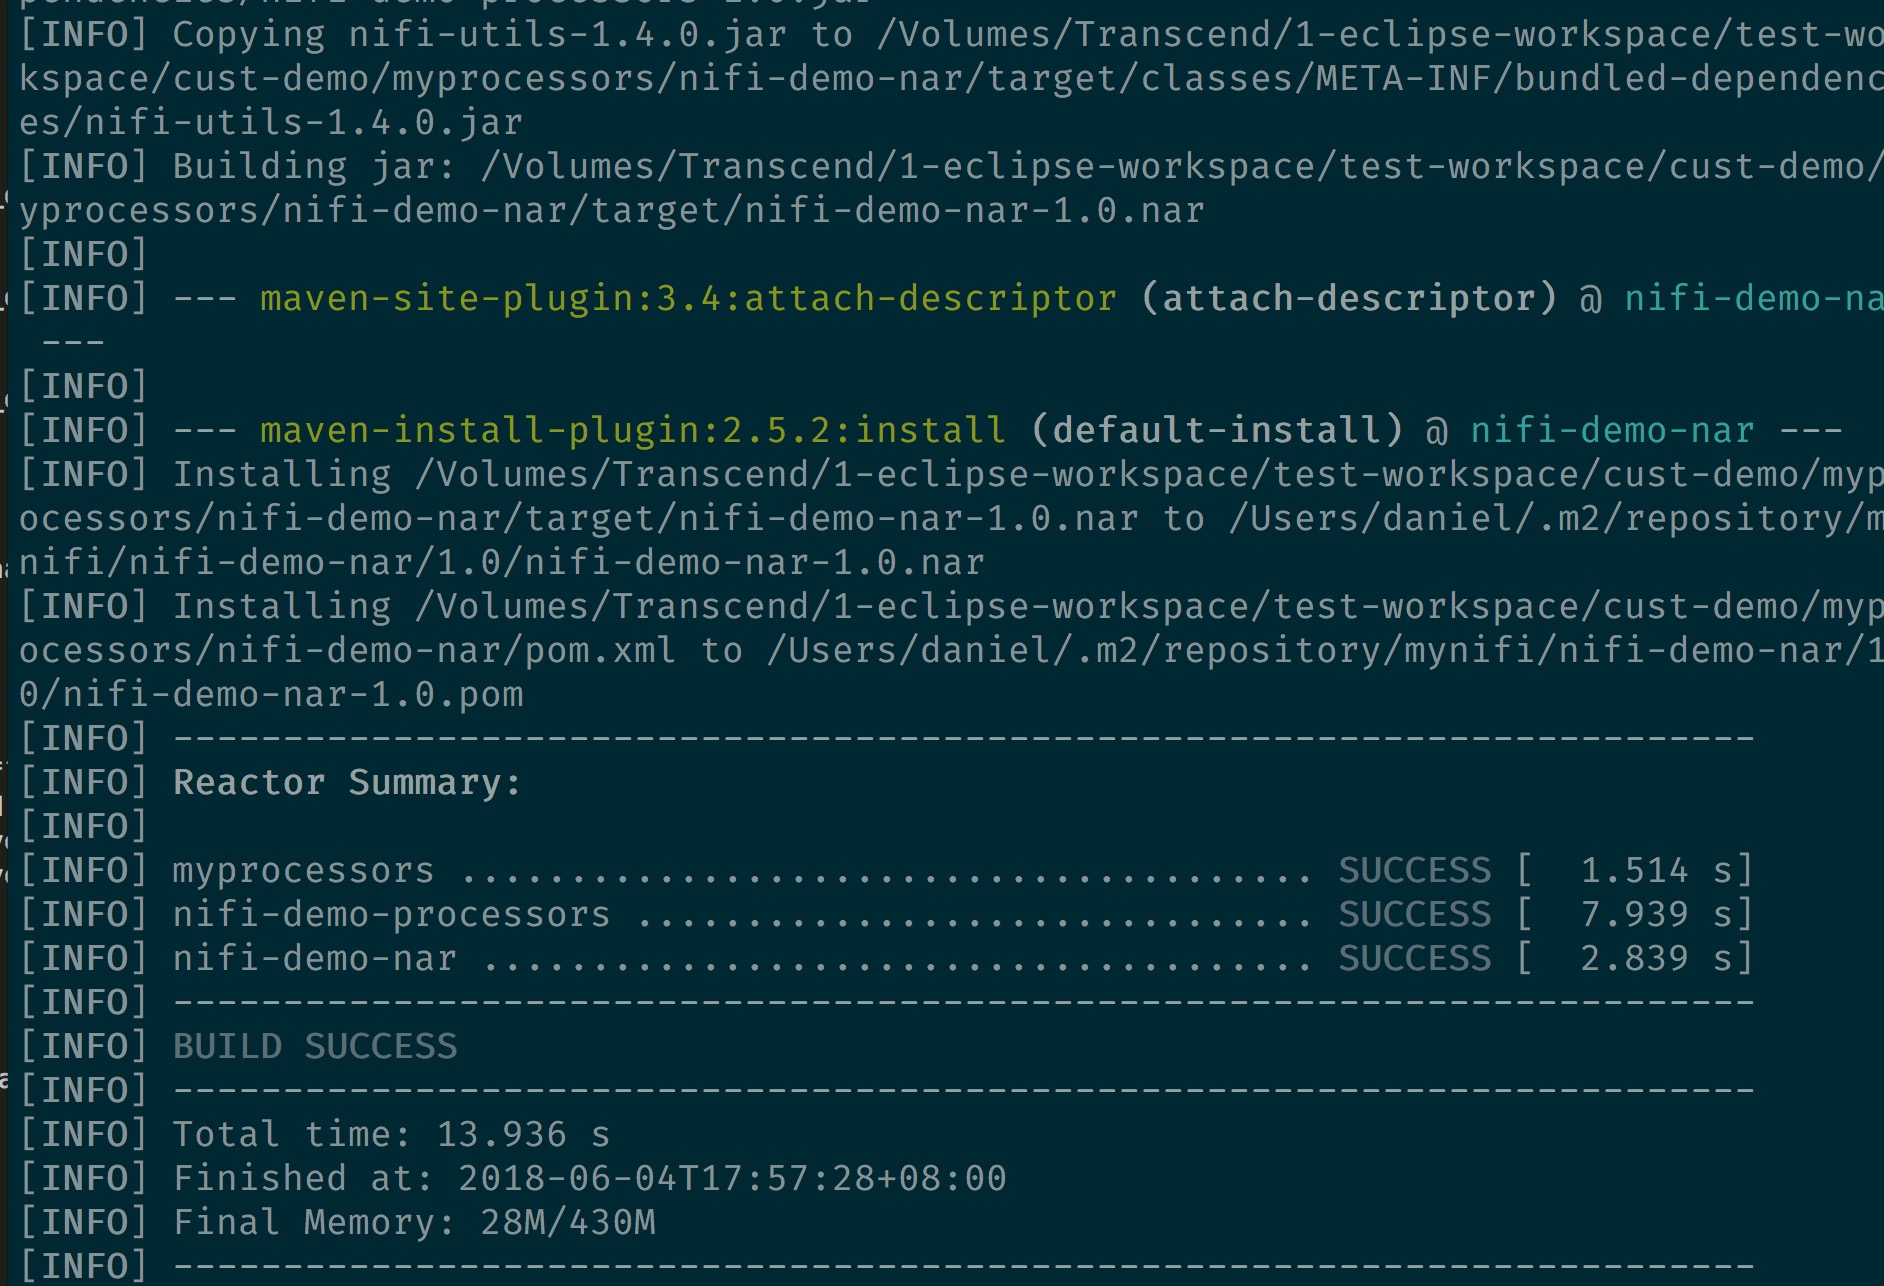 [INFO] Copying nifi-utils-1.4.0.jar to /Volumes/Transcend/1-eclipse-workspace/test-wo
kspace/cust-demo/myprocessors/nifi-demo-nar/target/classes/META-INF/bundled-dependenc
es/nifi-utils-1.4.0.jar
[INFO] Building jar: /Volumes/Transcend/1-eclipse-workspace/test-workspace/cust-demo/
yprocessors/nifi-demo-nar/target/nifi-demo-nar-1.0.nar
[INFO]
[INFO] --- maven-site-plugin:3.4:attach-descriptor (attach-descriptor) @ nifi-demo-na
---
[INFO]
[INFO] --- maven-install-plugin:2.5.2:install (default-install) @ nifi-demo-nar ---
[INFO] Installing /Volumes/Transcend/1-eclipse-workspace/test-workspace/cust-demo/myp
ocessors/nifi-demo-nar/target/nifi-demo-nar-1.0.nar to /Users/daniel/.m2/repository/m
nifi/nifi-demo-nar/1.0/nifi-demo-nar-1.0.nar
[INFO] Installing /Volumes/Transcend/1-eclipse-workspace/test-workspace/cust-demo/myp
ocessors/nifi-demo-nar/pom.xml to /Users/daniel/.m2/repository/mynifi/nifi-demo-nar/1
0/nifi-demo-nar-1.0.pom
[INFO] ------------------------------------------------------------------------
[INFO] Reactor Summary:
[INFO]
[INFO] myprocessors ....................................... SUCCESS [  1.514 s]
[INFO] nifi-demo-processors ............................... SUCCESS [  7.939 s]
[INFO] nifi-demo-nar ...................................... SUCCESS [  2.839 s]
[INFO] ------------------------------------------------------------------------
[INFO] BUILD SUCCESS
[INFO] ------------------------------------------------------------------------
[INFO] Total time: 13.936 s
[INFO] Finished at: 2018-06-04T17:57:28+08:00
[INFO] Final Memory: 28M/430M
[INFO] ------------------------------------------------------------------------